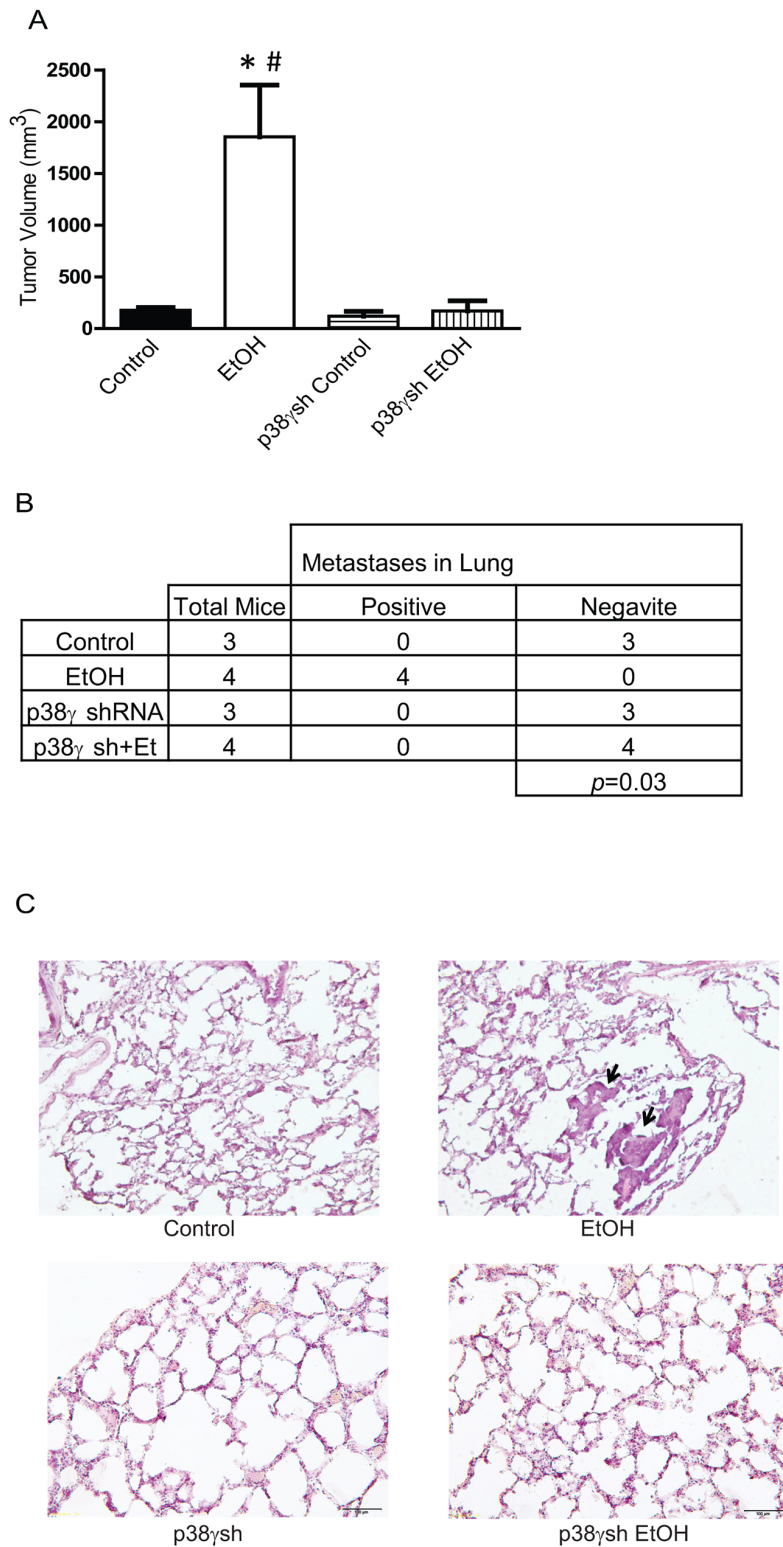 A
* #
2500
2000
1500
1000
500
0
Tumor Volume (mm³)
Control
EtOH
p38γsh Control
p38γsh EtOH
B
Metastases in Lung
Total Mice Positive Negavite
Control 3 0 3
EtOH 4 4 0
p38γ shRNA 3 0 3
p38γ sh+Et 4 0 4
p=0.03
C
Control EtOH
100 μm
p38γsh p38γsh EtOH